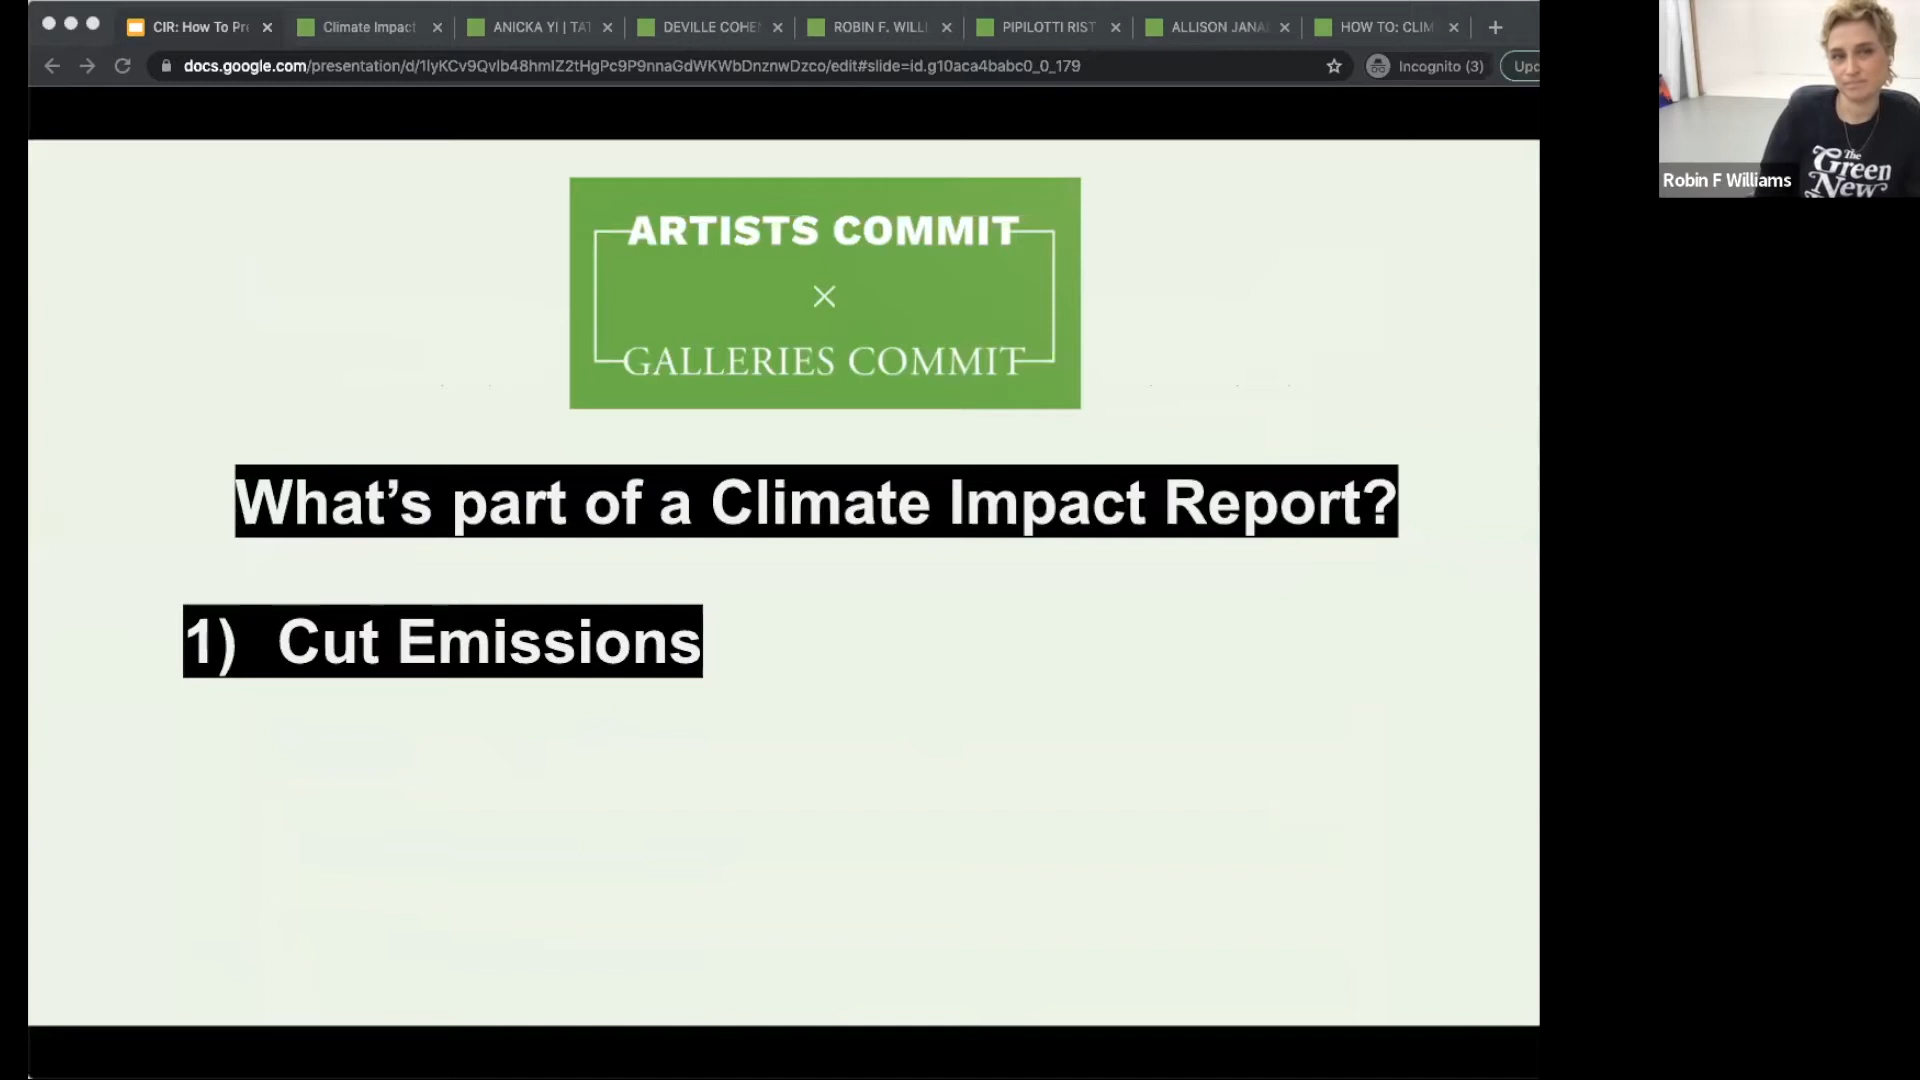 CIR: How To Pr
Climate Impact
ANICKA YI | TAT
DEVILLE COHE
ROBIN F. WILLI
PIPILOTTI RIST
ALLISON JANA
HOW TO: CLIM
docs.google.com/presentation/d/1lyKCv9Qvlb48hmIZ2tHgPc9P9nnaGdWKWbDnznwDzco/edit#slide=id.g10aca4babc0_0_179
Incognito (3)
Upd
ARTISTS COMMIT
×
GALLERIES COMMIT
What’s part of a Climate Impact Report?
1) Cut Emissions
The
Green
New
Robin F Williams